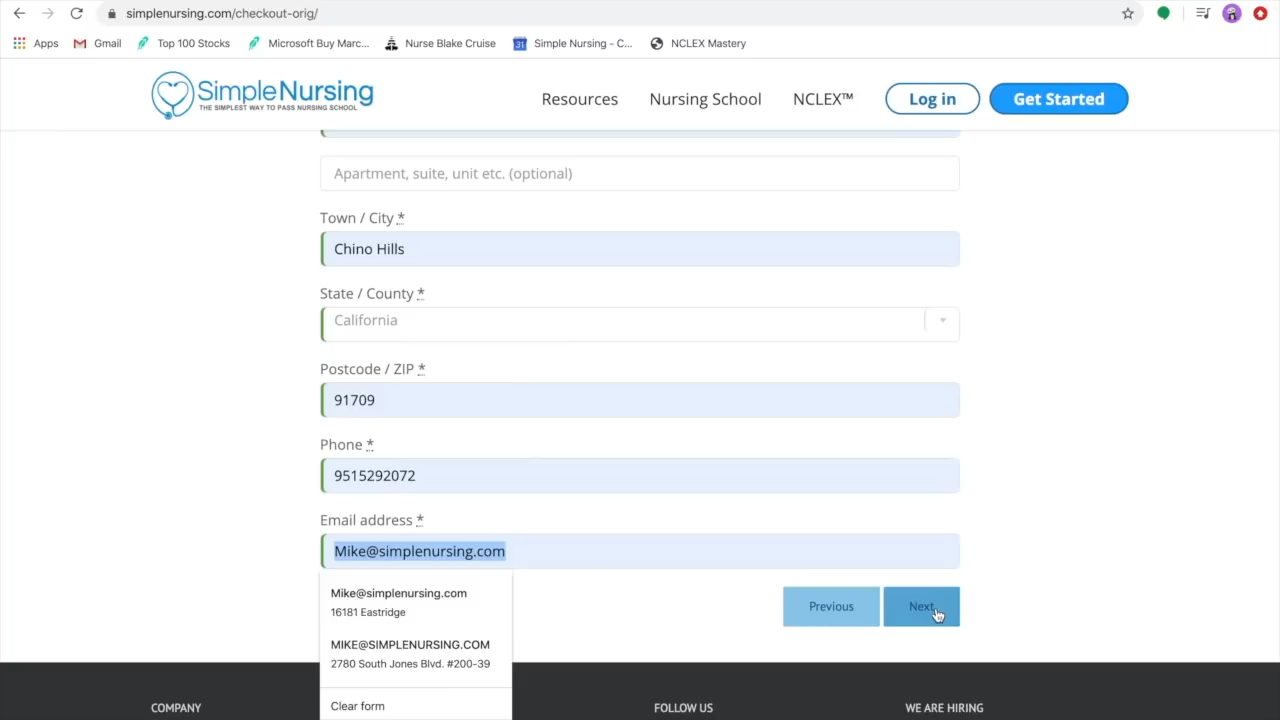 simplenursing.com/checkout-orig/
Apps Gmail Top 100 Stocks Microsoft Buy Marc... Nurse Blake Cruise Simple Nursing - C... NCLEX Mastery
SimpleNursing
THE SIMPLEST WAY TO PASS NURSING SCHOOL
Resources Nursing School NCLEX™ Log in Get Started
Apartment, suite, unit etc. (optional)
Town / City *
Chino Hills
State / County *
California
Postcode / ZIP *
91709
Phone *
9515292072
Email address *
Mike@simplenursing.com
Mike@simplenursing.com
16181 Eastridge
MIKE@SIMPLENURSING.COM
2780 South Jones Blvd. #200-39
Clear form
Previous Next
COMPANY FOLLOW US WE ARE HIRING